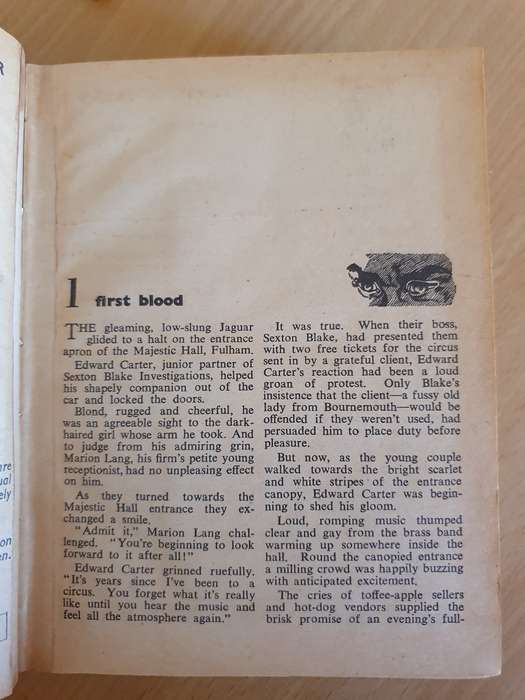 R
1 first blood
THE gleaming, low-slung Jaguar
glided to a halt on the entrance
apron of the Majestic Hall, Fulham.
Edward Carter, junior partner of
Sexton Blake Investigations, helped
his shapely companion out of the
car and locked the doors.
Blond, rugged and cheerful, he
was an agreeable sight to the dark-
haired girl whose arm he took. And
to judge from his admiring grin,
Marion Lang, his firm's petite young
receptionist, had no unpleasing effect
on him.
As they turned towards the
Majestic Hall entrance they ex-
changed a smile.
"Admit it," Marion Lang chal-
lenged. "You're beginning to look
forward to it after all!"
Edward Carter grinned ruefully.
"It's years since I've been to a
circus. You forget what it's really
like until you hear the music and
feel all the atmosphere again."
It was true. When their boss,
Sexton Blake, had presented them
with two free tickets for the circus
sent in by a grateful client, Edward
Carter's reaction had been a loud
groan of protest. Only Blake's
insistence that the client—a fussy old
lady from Bournemouth—would be
offended if they weren't used, had
persuaded him to place duty before
pleasure.
But now, as the young couple
walked towards the bright scarlet
and white stripes of the entrance
canopy, Edward Carter was begin-
ning to shed his gloom.
Loud, romping music thumped
clear and gay from the brass band
warming up somewhere inside the
hall. Round the canopied entrance
a milling crowd was happily buzzing
with anticipated excitement.
The cries of toffee-apple sellers
and hot-dog vendors supplied the
brisk promise of an evening's full-